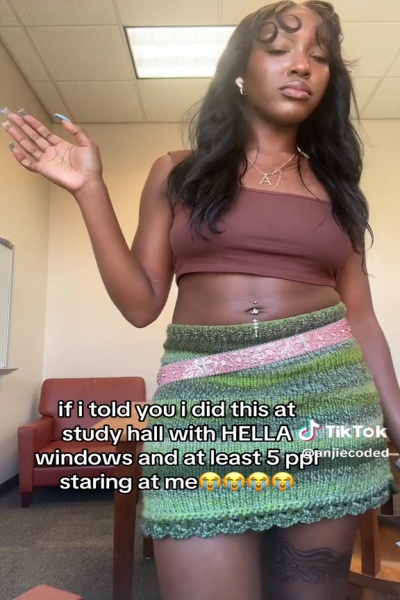 if i told you i did this at
study hall with HELLA
windows and at least 5 ppl
staring at me😭😭😭😭
TikTok
@anjiecoded
A